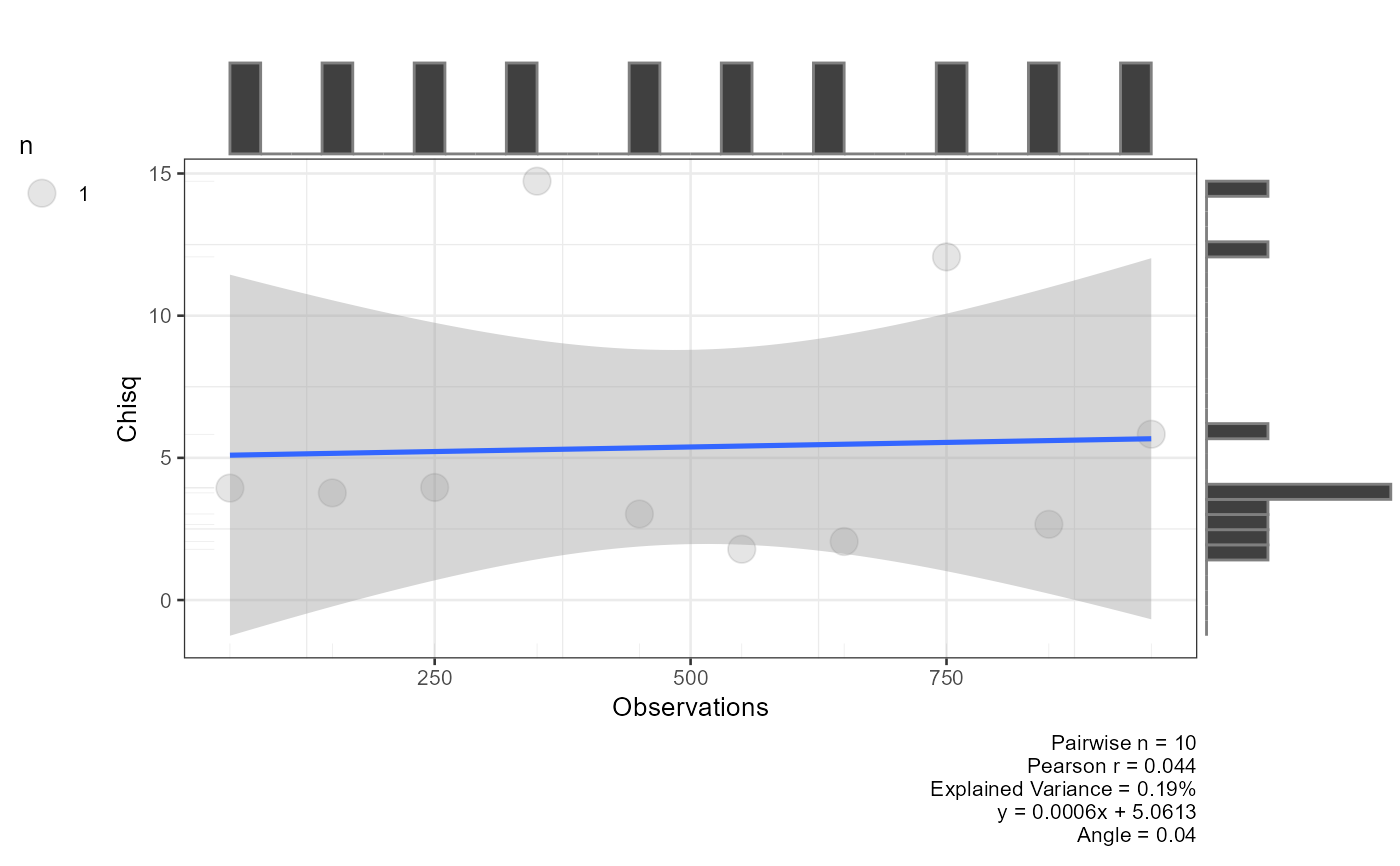 n
1
15
10
5
0
Chisq
250 500 750
Observations
Pairwise n = 10
Pearson r = 0.044
Explained Variance = 0.19%
y = 0.0006x + 5.0613
Angle = 0.04